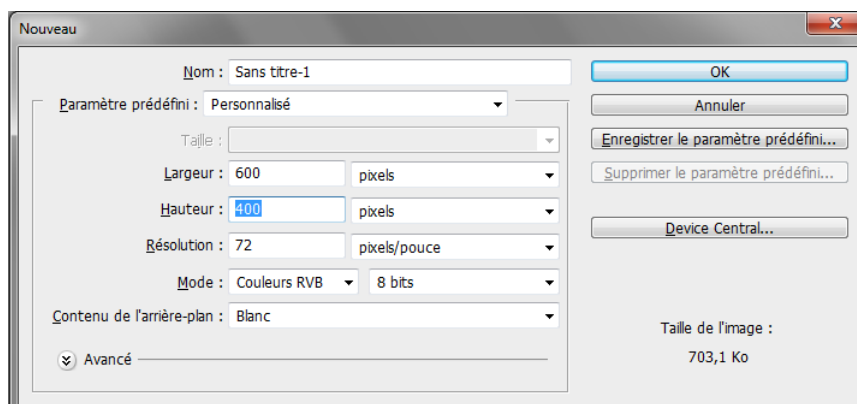 Nouveau
Nom : Sans titre-1
OK
Paramètre prédéfini : Personnalisé
Annuler
Taille :
Enregistrer le paramètre prédéfini...
Largeur : 600 pixels
Supprimer le paramètre prédéfini...
Hauteur : 400 pixels
Device Central...
Résolution : 72 pixels/pouce
Mode : Couleurs RVB 8 bits
Contenu de l'arrière-plan : Blanc
Taille de l'image :
703,1 Ko
Avancé